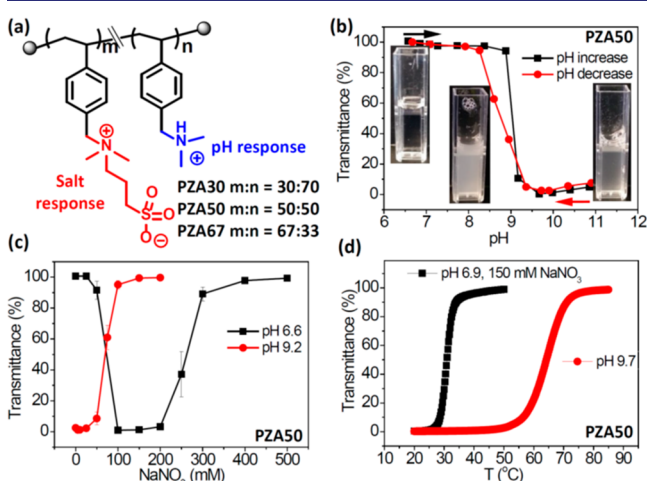 (a)
m
n
H
N
⊕
pH response
⊕
N
Salt
response
O
S=O
O
⊖
PZA30 m:n = 30:70
PZA50 m:n = 50:50
PZA67 m:n = 67:33
(b)
PZA50
pH increase
pH decrease
Transmittance (%)
100
80
60
40
20
0
6 7 8 9 10 11 12
pH
(c)
Transmittance (%)
100
80
60
40
20
0
pH 6.6
pH 9.2
PZA50
0 100 200 300 400 500
NaNO₃ (mM)
(d)
Transmittance (%)
100
80
60
40
20
0
pH 6.9, 150 mM NaNO₃
pH 9.7
PZA50
10 20 30 40 50 60 70 80 90
T (°C)